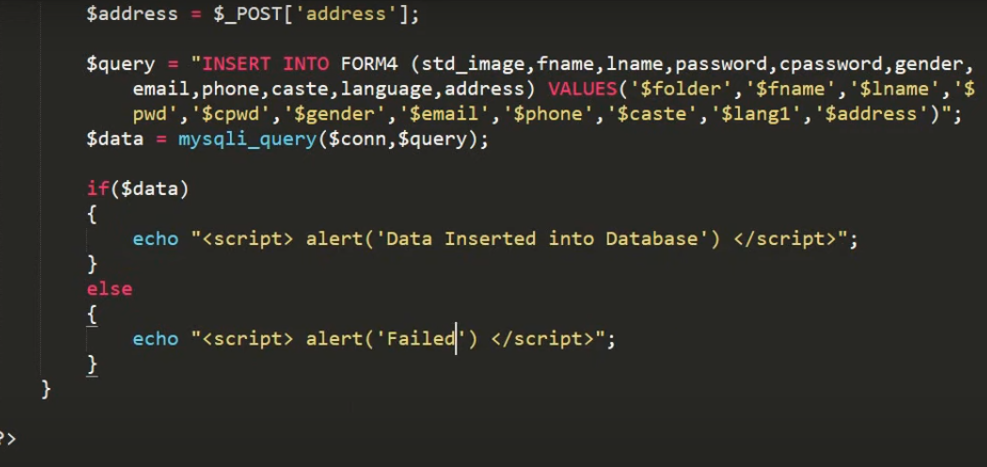 $address = $_POST['address'];
$query = "INSERT INTO FORM4 (std_image,fname,lname,password,cpassword,gender,
email,phone,caste,language,address) VALUES('$folder','$fname','$lname','$
pwd','$cpwd','$gender','$email','$phone','$caste','$lang1','$address')";
$data = mysqli_query($conn,$query);
if($data)
{
echo "<script> alert('Data Inserted into Database') </script>";
}
else
{
echo "<script> alert('Failed') </script>";
}
}
?>